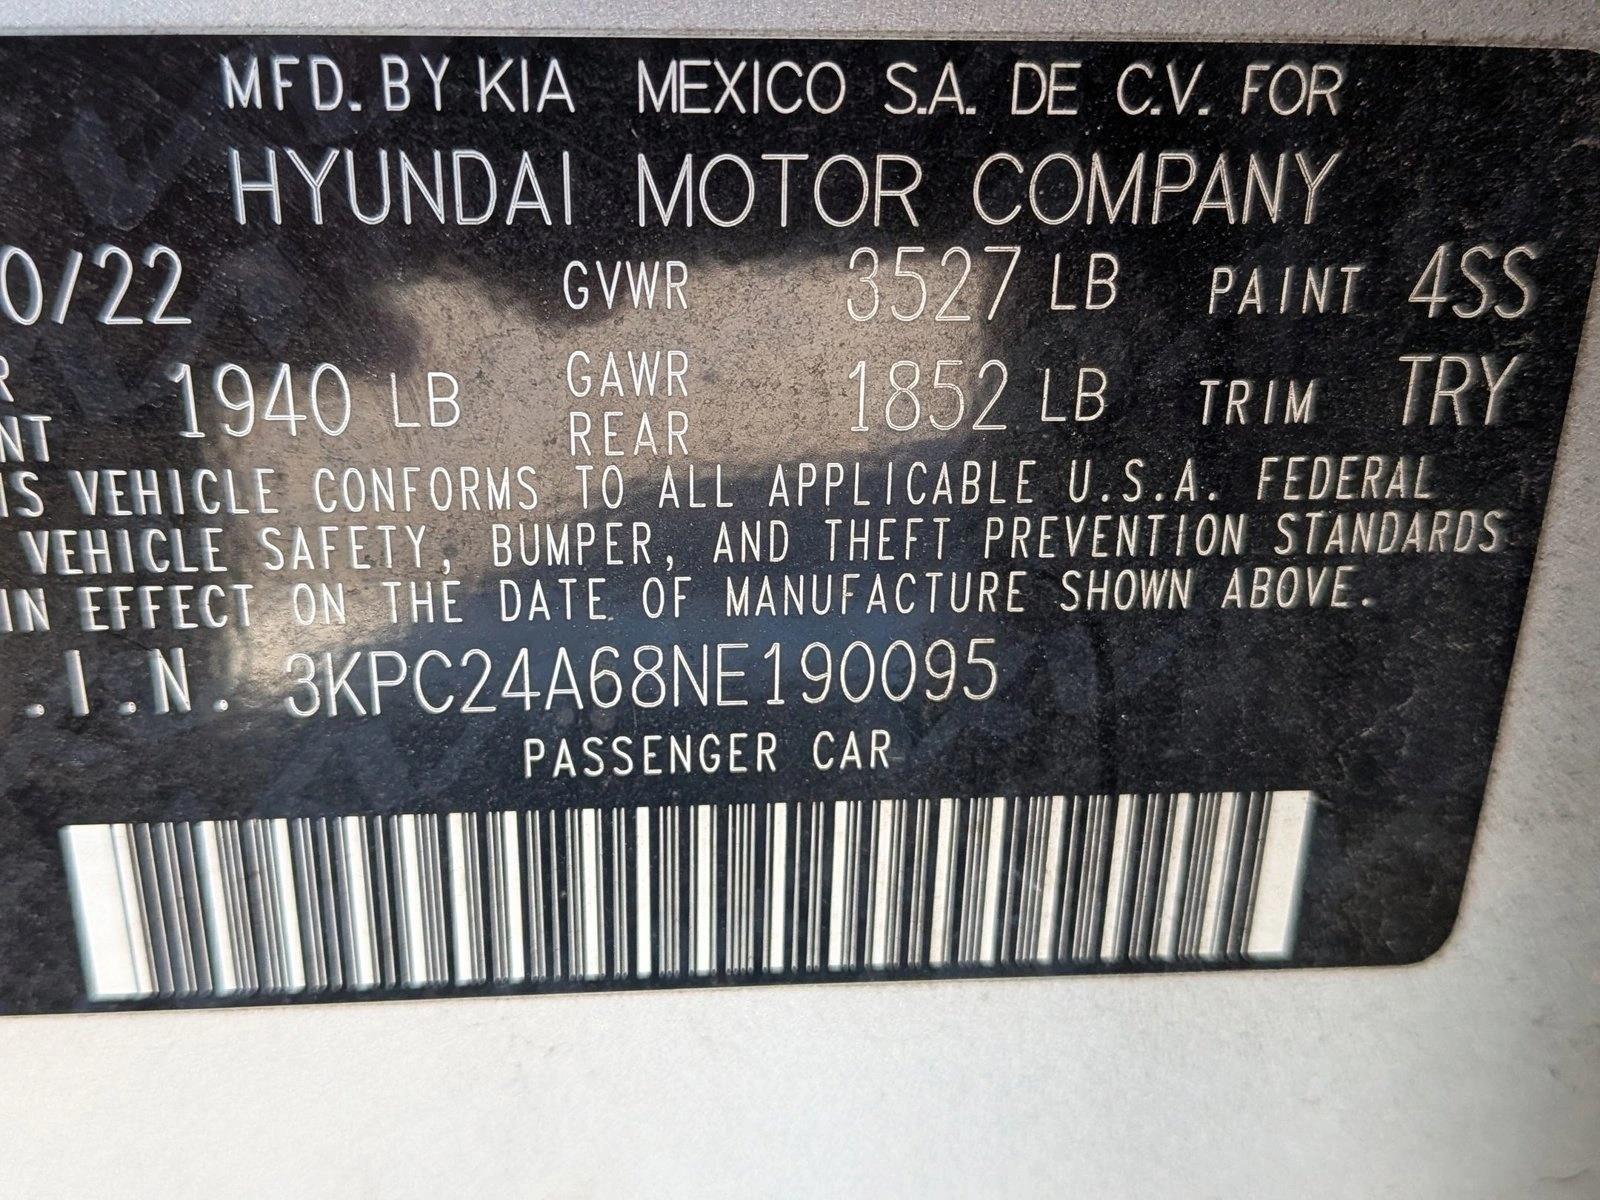 MFD. BY KIA MEXICO S.A. DE C.V. FOR
HYUNDAI MOTOR COMPANY
0/22 GVWR 3527 LB PAINT 4SS
R 1940 LB GAWR 1852 LB TRIM TRY
NT REAR
IS VEHICLE CONFORMS TO ALL APPLICABLE U.S.A. FEDERAL
VEHICLE SAFETY, BUMPER, AND THEFT PREVENTION STANDARDS
IN EFFECT ON THE DATE OF MANUFACTURE SHOWN ABOVE.
.I.N. 3KPC24A68NE190095
PASSENGER CAR